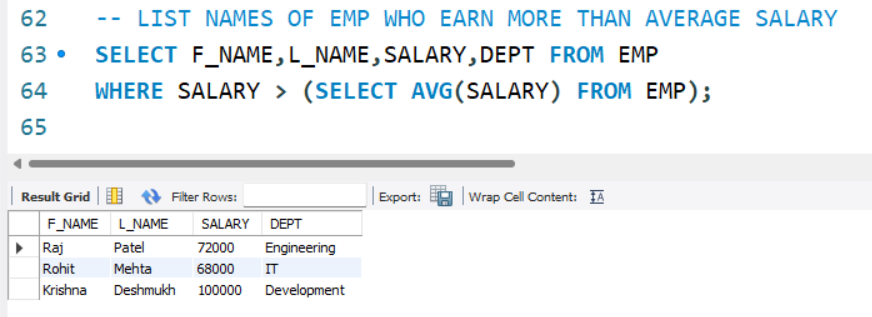 62 -- LIST NAMES OF EMP WHO EARN MORE THAN AVERAGE SALARY
63 SELECT F_NAME,L_NAME,SALARY,DEPT FROM EMP
64 WHERE SALARY > (SELECT AVG(SALARY) FROM EMP);
65
Result Grid Filter Rows: Export: Wrap Cell Content: IA
F_NAME L_NAME SALARY DEPT
Raj Patel 72000 Engineering
Rohit Mehta 68000 IT
Krishna Deshmukh 100000 Development